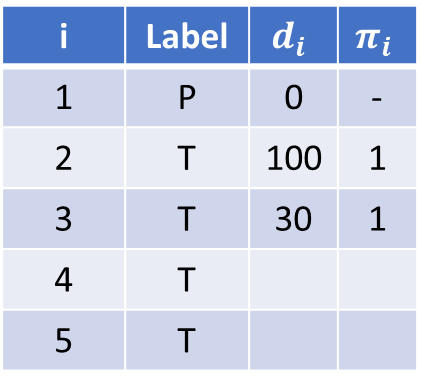 i Label d_i π_i
1 P 0 -
2 T 100 1
3 T 30 1
4 T
5 T